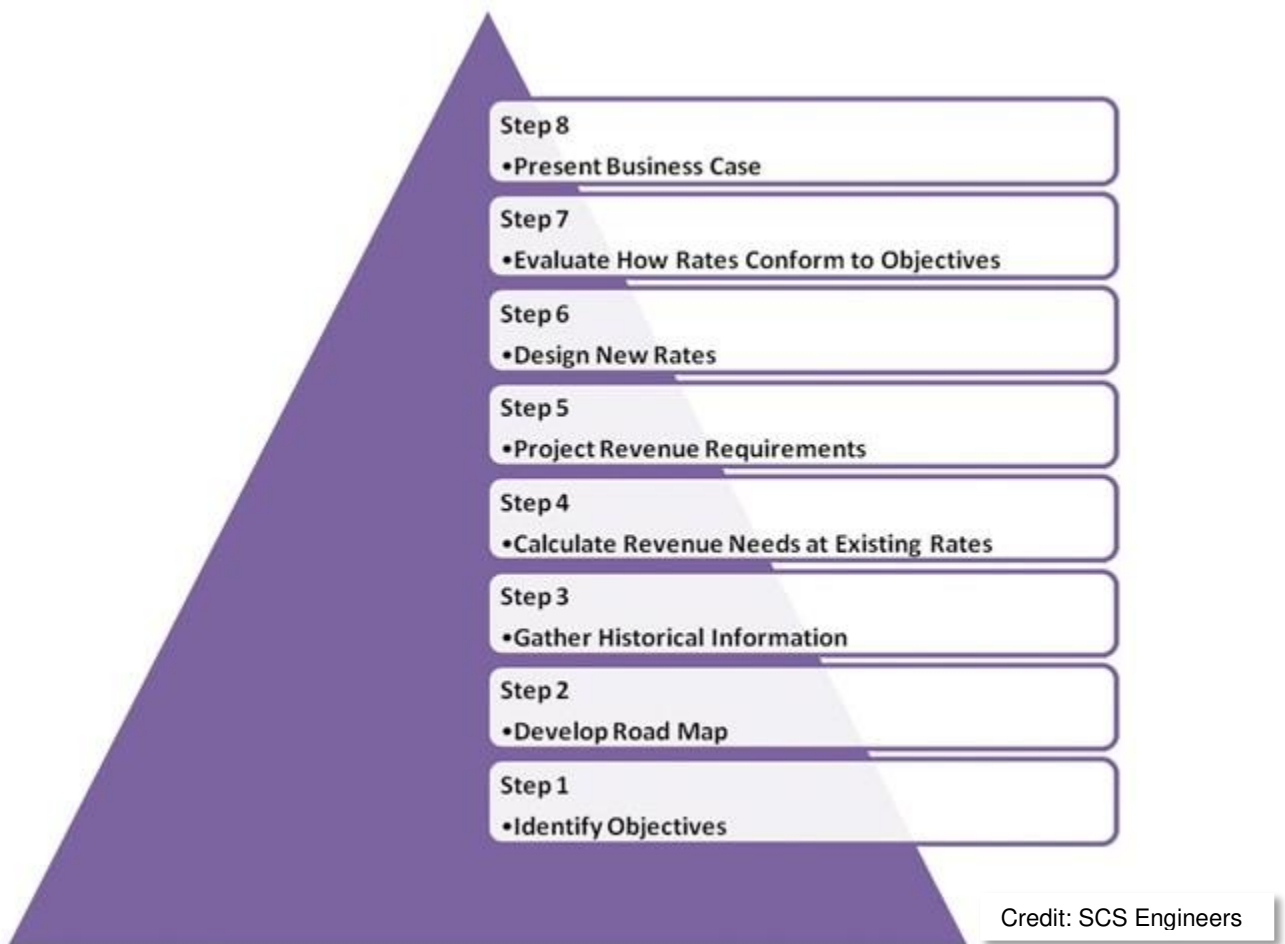 Step 8
•Present Business Case
Step 7
•Evaluate How Rates Conform to Objectives
Step 6
•Design New Rates
Step 5
•Project Revenue Requirements
Step 4
•Calculate Revenue Needs at Existing Rates
Step 3
•Gather Historical Information
Step 2
•Develop Road Map
Step 1
•Identify Objectives
Credit: SCS Engineers